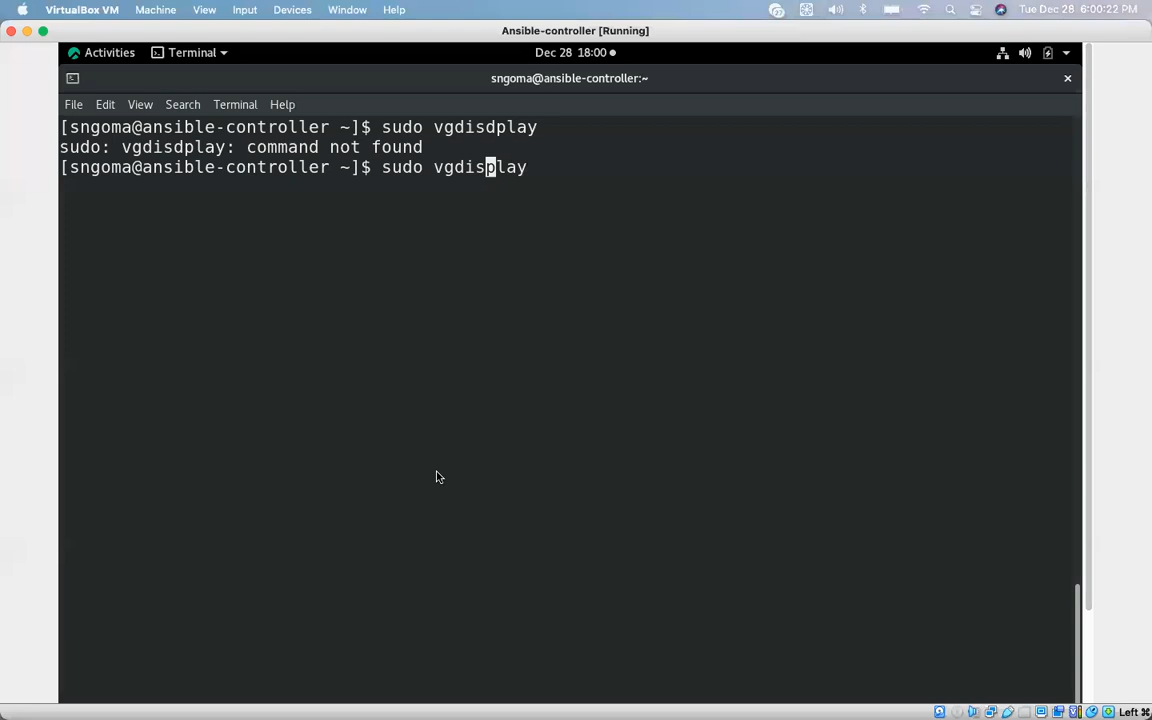 VirtualBox VM Machine View Input Devices Window Help Tue Dec 28 6:00:22 PM
Ansible-controller [Running]
Activities Terminal Dec 28 18:00
sngoma@ansible-controller:~
File Edit View Search Terminal Help
[sngoma@ansible-controller ~]$ sudo vgdisdplay
sudo: vgdisdplay: command not found
[sngoma@ansible-controller ~]$ sudo vgdisplay
Left ⌘